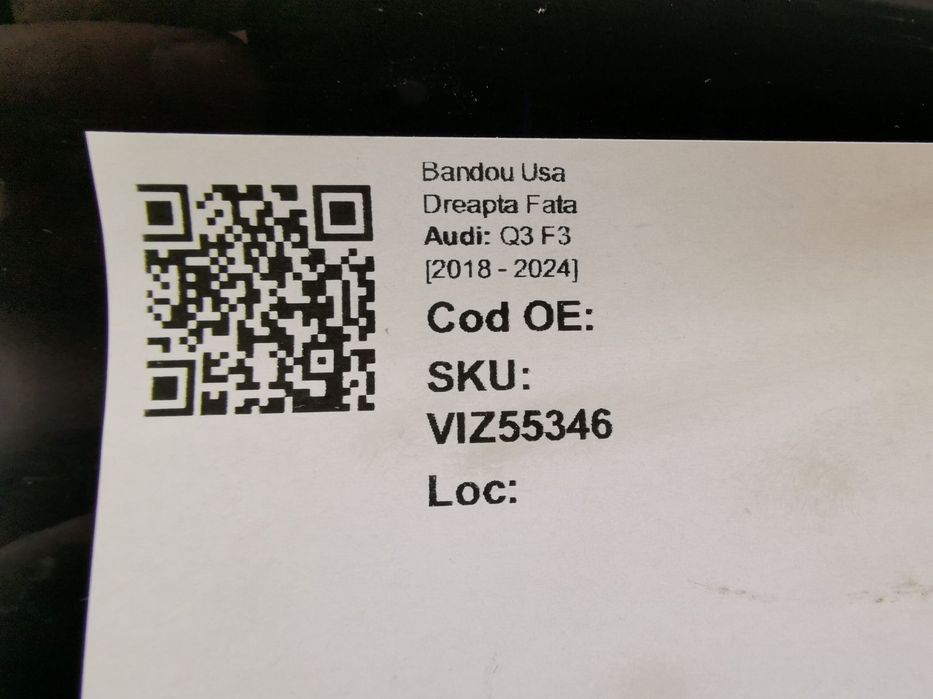 Bandou Usa
Dreapta Fata
Audi: Q3 F3
[2018 - 2024]
Cod OE:
SKU:
VIZ55346
Loc: